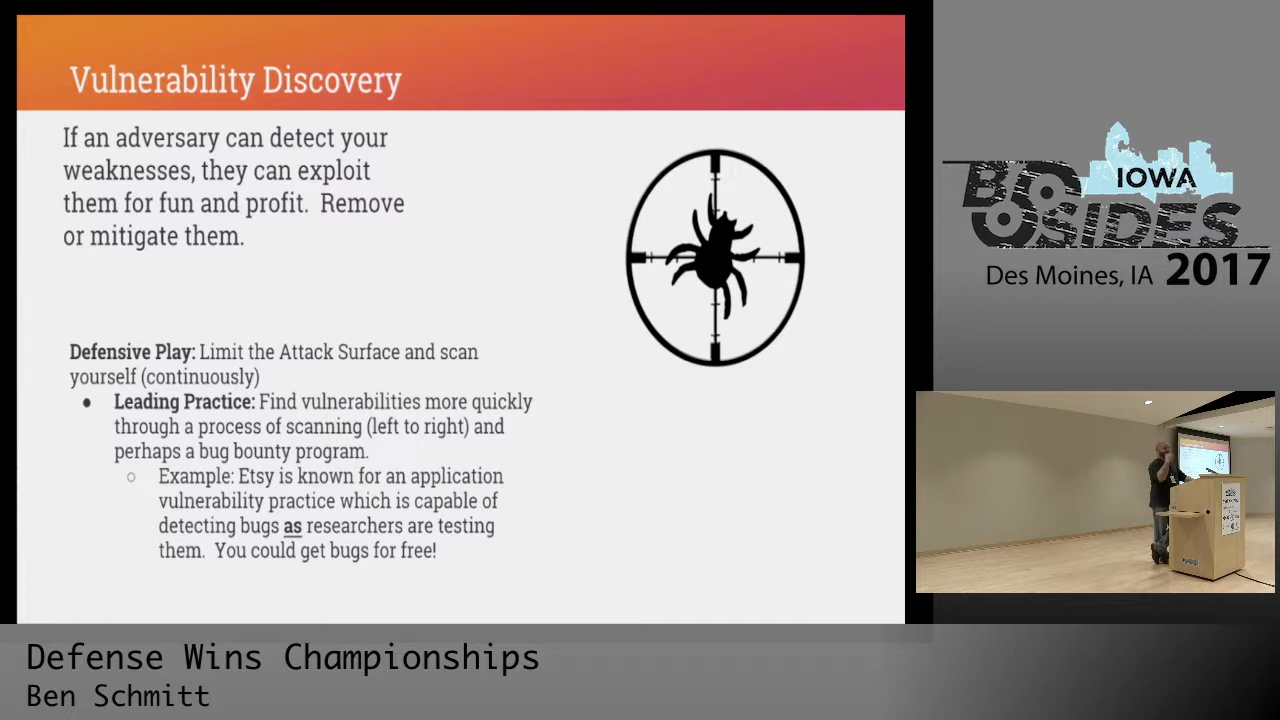 Vulnerability Discovery
If an adversary can detect your
weaknesses, they can exploit
them for fun and profit.  Remove
or mitigate them.
Defensive Play: Limit the Attack Surface and scan
yourself (continuously)
● Leading Practice: Find vulnerabilities more quickly
through a process of scanning (left to right) and
perhaps a bug bounty program.
○ Example: Etsy is known for an application
vulnerability practice which is capable of
detecting bugs as researchers are testing
them.  You could get bugs for free!
IOWA
BSIDES
Des Moines, IA 2017
Defense Wins Championships
Ben Schmitt